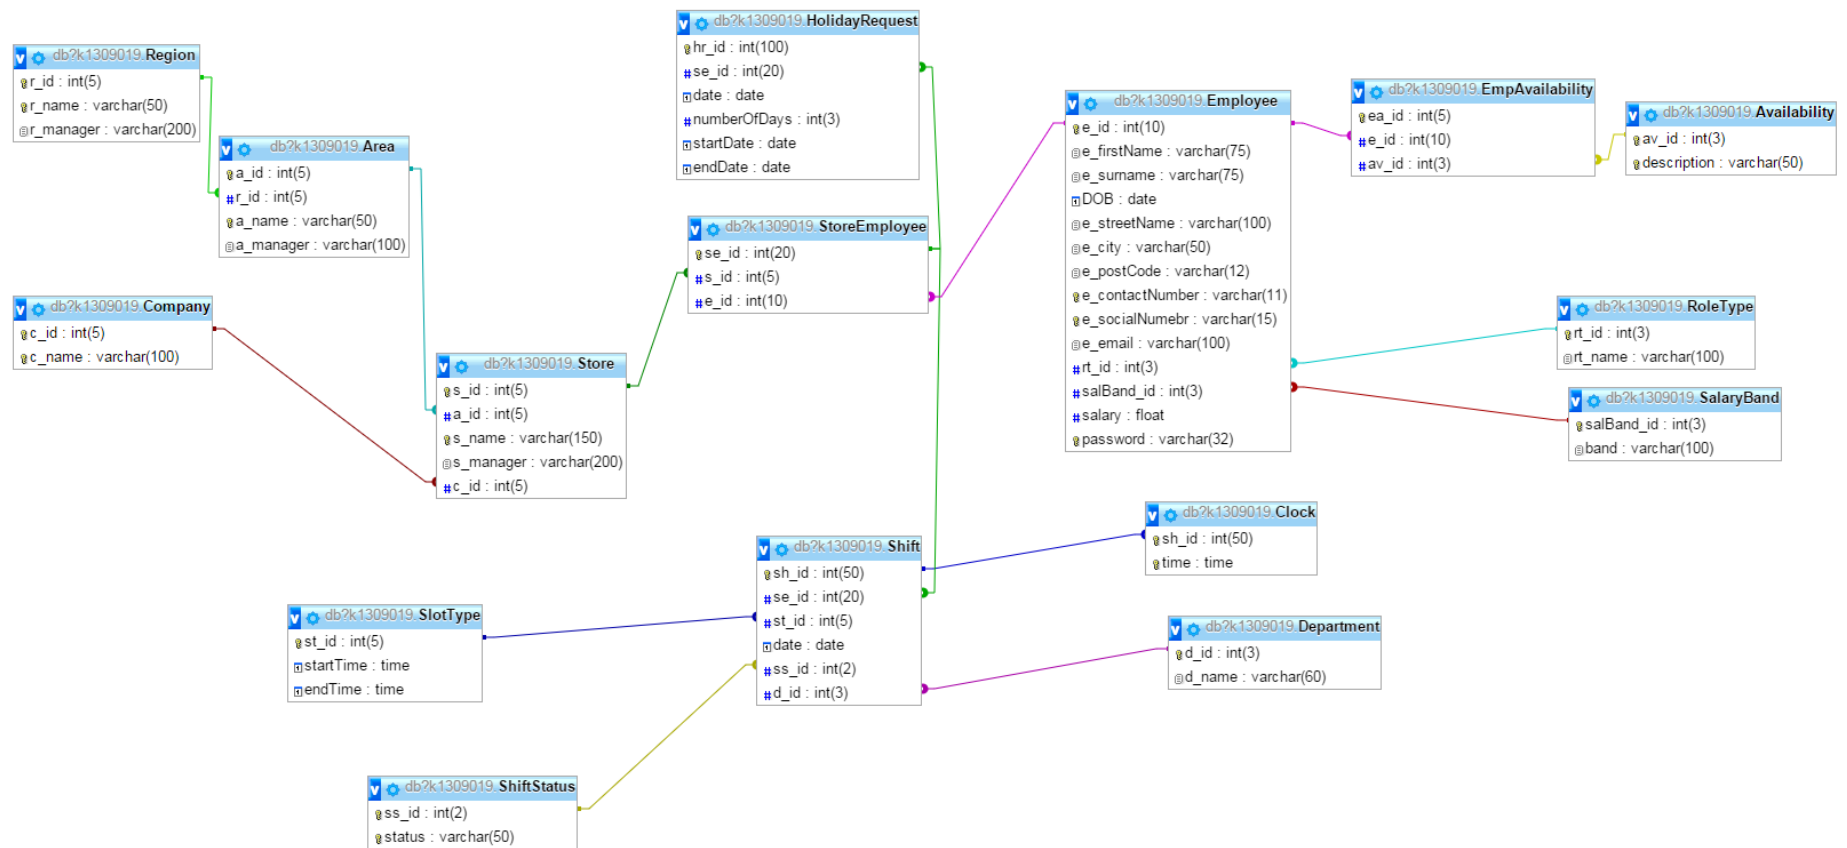 db?k1309019.Region
r_id : int(5)
r_name : varchar(50)
r_manager : varchar(200)
db?k1309019.Area
a_id : int(5)
r_id : int(5)
a_name : varchar(50)
a_manager : varchar(100)
db?k1309019.Company
c_id : int(5)
c_name : varchar(100)
db?k1309019.Store
s_id : int(5)
a_id : int(5)
s_name : varchar(150)
s_manager : varchar(200)
c_id : int(5)
db?k1309019.HolidayRequest
hr_id : int(100)
se_id : int(20)
date : date
numberOfDays : int(3)
startDate : date
endDate : date
db?k1309019.StoreEmployee
se_id : int(20)
s_id : int(5)
e_id : int(10)
db?k1309019.Employee
e_id : int(10)
e_firstName : varchar(75)
e_surname : varchar(75)
DOB : date
e_streetName : varchar(100)
e_city : varchar(50)
e_postCode : varchar(12)
e_contactNumber : varchar(11)
e_socialNumebr : varchar(15)
e_email : varchar(100)
rt_id : int(3)
salBand_id : int(3)
salary : float
password : varchar(32)
db?k1309019.EmpAvailability
ea_id : int(5)
e_id : int(10)
av_id : int(3)
db?k1309019.Availability
av_id : int(3)
description : varchar(50)
db?k1309019.RoleType
rt_id : int(3)
rt_name : varchar(100)
db?k1309019.SalaryBand
salBand_id : int(3)
band : varchar(100)
db?k1309019.Clock
sh_id : int(50)
time : time
db?k1309019.Shift
sh_id : int(50)
se_id : int(20)
st_id : int(5)
date : date
ss_id : int(2)
d_id : int(3)
db?k1309019.SlotType
st_id : int(5)
startTime : time
endTime : time
db?k1309019.Department
d_id : int(3)
d_name : varchar(60)
db?k1309019.ShiftStatus
ss_id : int(2)
status : varchar(50)